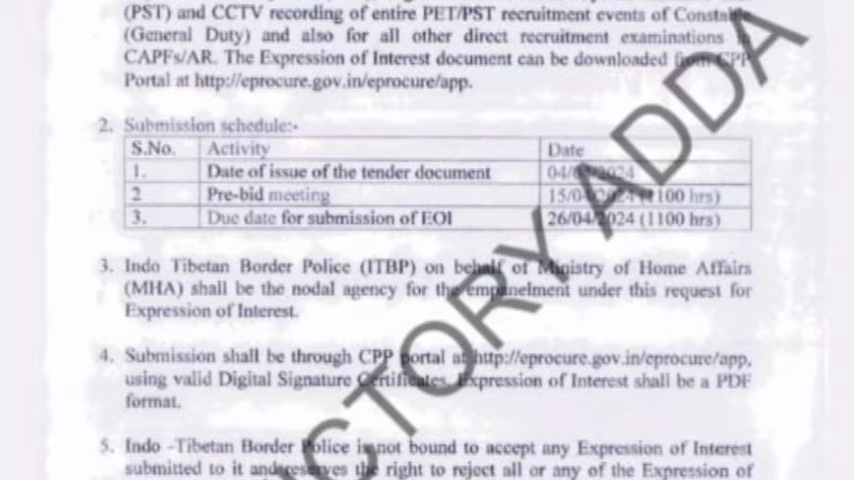 (PST) and CCTV recording of entire PET/PST recruitment events of Constable
(General Duty) and also for all other direct recruitment examinations in
CAPFs/AR. The Expression of Interest document can be downloaded from CPP
Portal at http://eprocure.gov.in/eprocure/app.
2. Submission schedule:-
S.No. Activity Date
1. Date of issue of the tender document
2 Pre-bid meeting (1100 hrs)
3. Due date for submission of EOI 26/04/2024 (1100 hrs)
3. Indo Tibetan Border Police (ITBP) on behalf of Ministry of Home Affairs
(MHA) shall be the nodal agency for the empanelment under this request for
Expression of Interest.
4. Submission shall be through CPP portal at http://eprocure.gov.in/eprocure/app,
using valid Digital Signature Certificates. Expression of Interest shall be a PDF
format.
5. Indo -Tibetan Border Police is not bound to accept any Expression of Interest
submitted to it and reserves the right to reject all or any of the Expression of
VICTORY ADDA